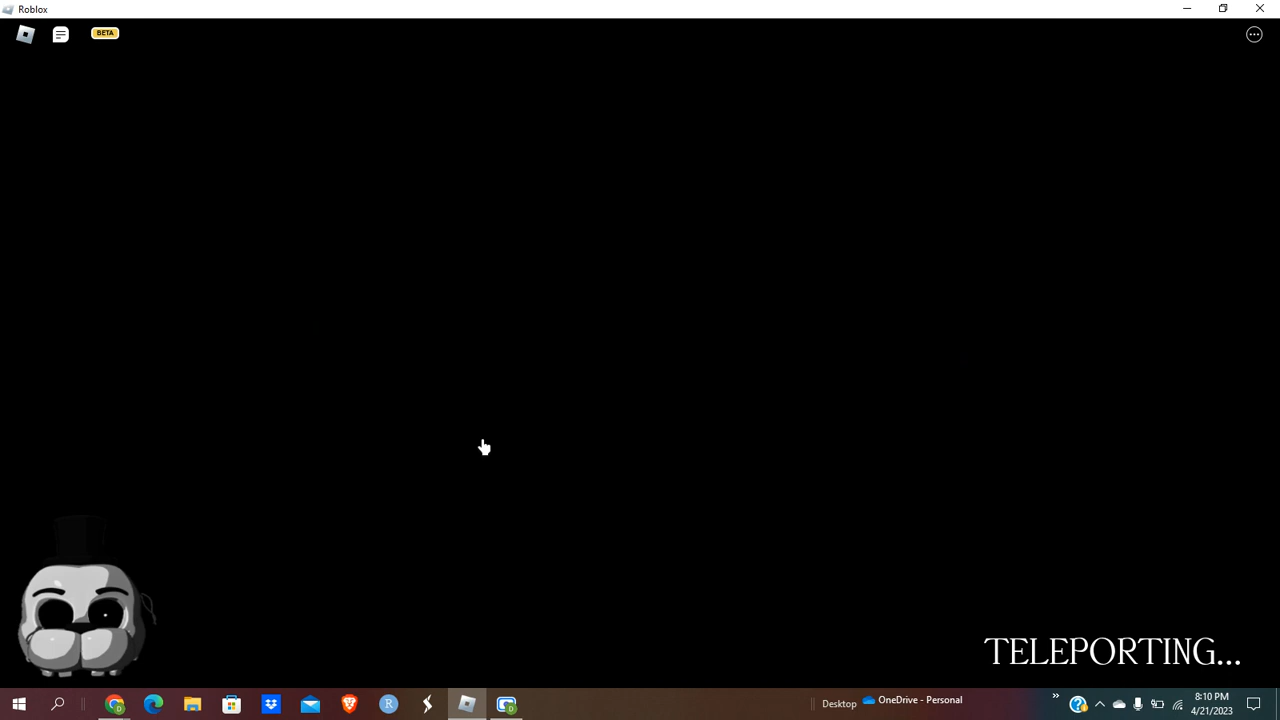 Roblox
BETA
TELEPORTING...
R
Desktop
OneDrive - Personal
8:10 PM
4/21/2023